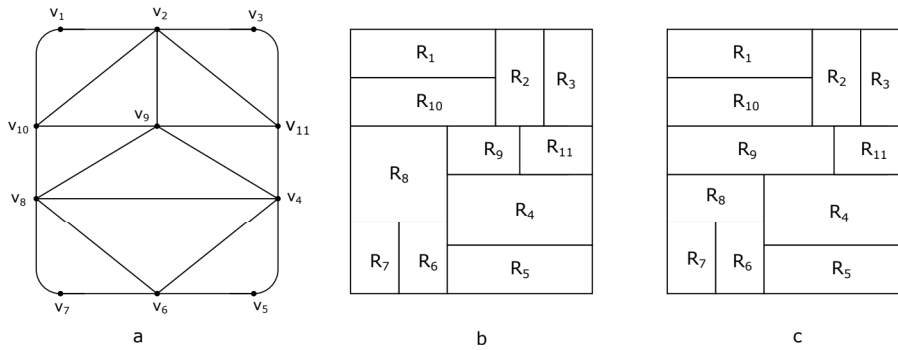 v1 v2 v3
v10 v9 v11
v8 v4
v7 v6 v5
a
R1 R2 R3
R10
R9 R11
R8
R4
R7 R6 R5
b
R1 R2 R3
R10
R9 R11
R8
R4
R7 R6 R5
c